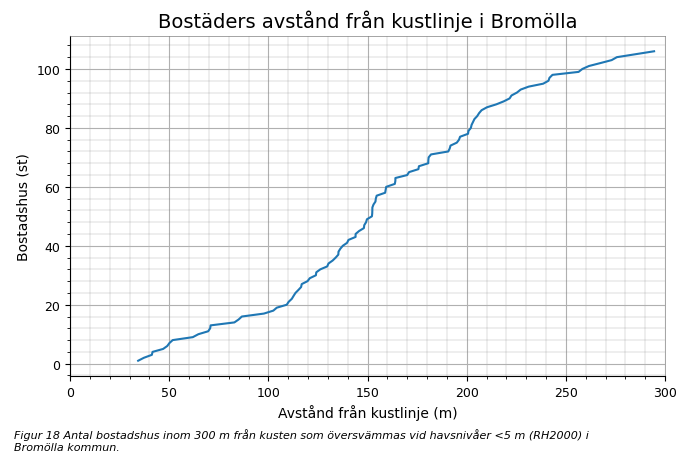 Bostäders avstånd från kustlinje i Bromölla
Bostadshus (st)
100
80
60
40
20
0
0 50 100 150 200 250 300
Avstånd från kustlinje (m)
Figur 18 Antal bostadshus inom 300 m från kusten som översvämmas vid havsnivåer <5 m (RH2000) i
Bromölla kommun.